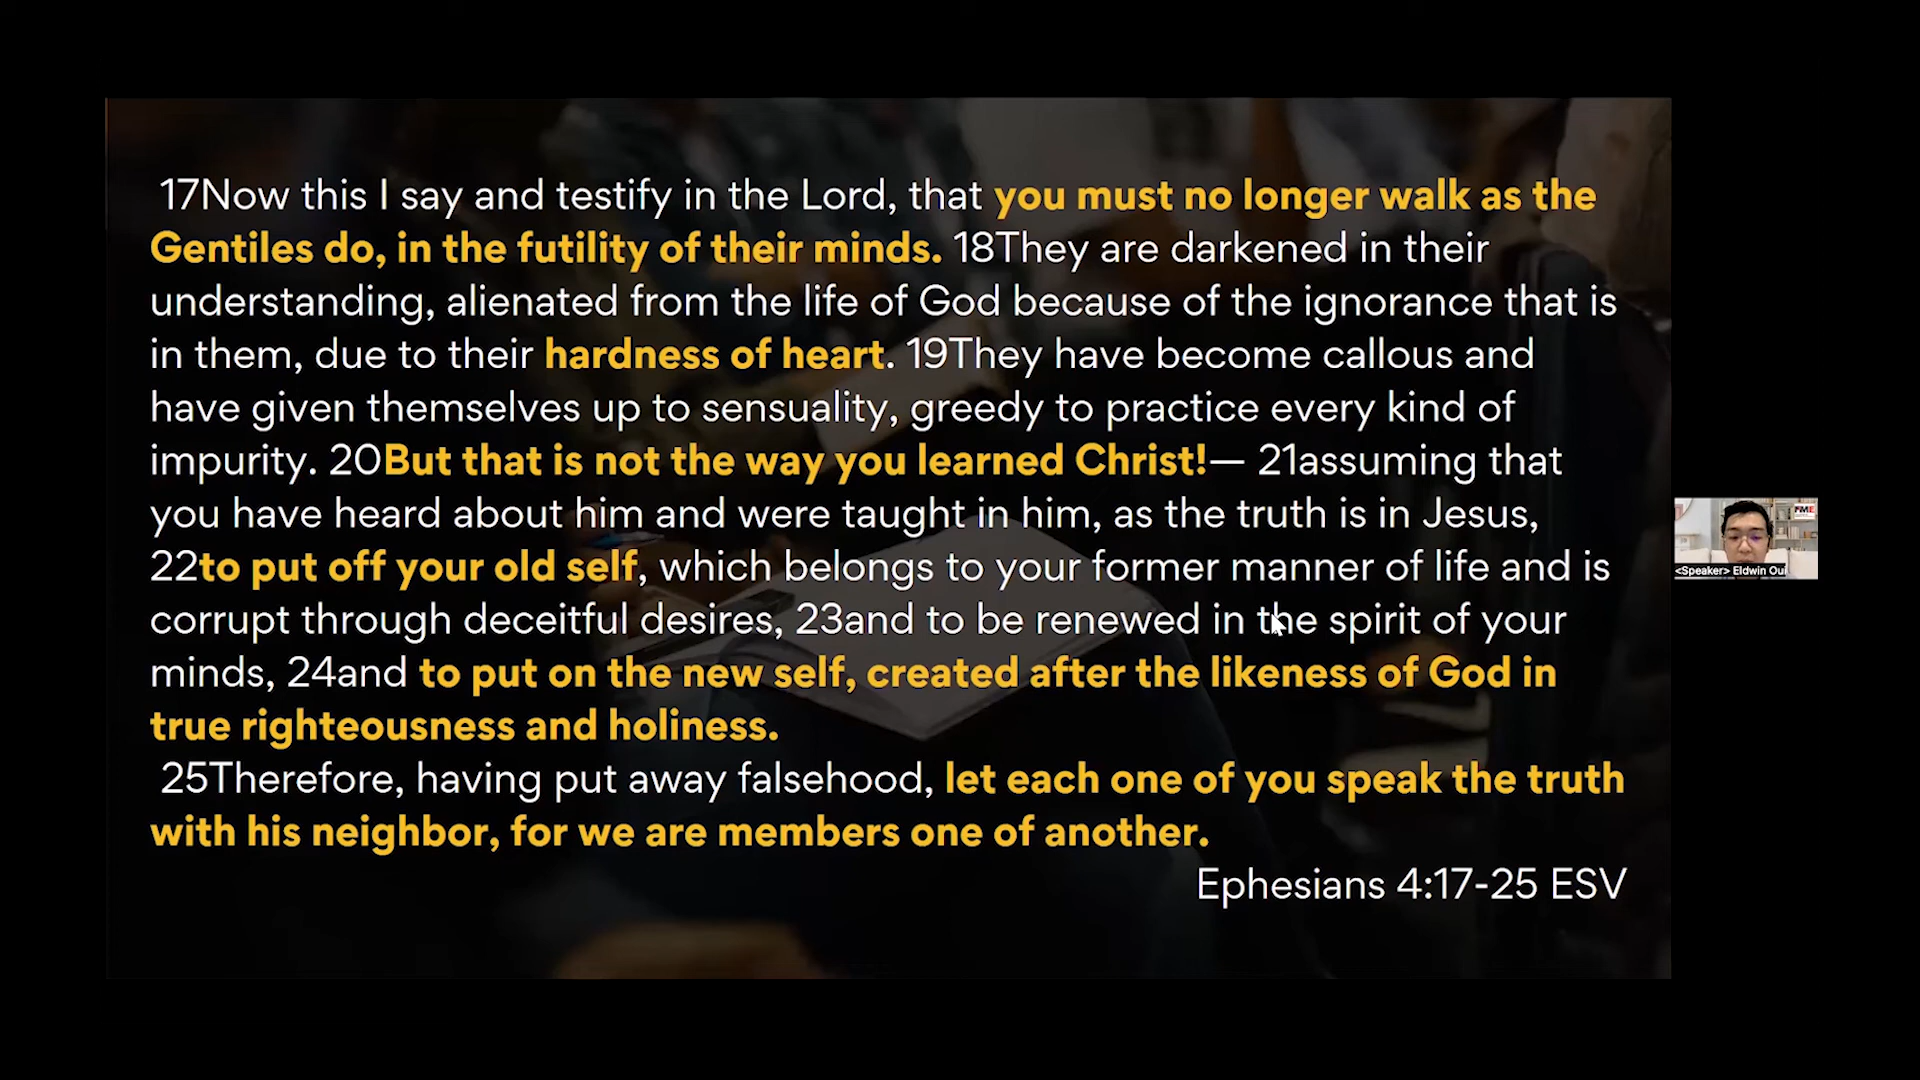 17Now this I say and testify in the Lord, that you must no longer walk as the
Gentiles do, in the futility of their minds. 18They are darkened in their
understanding, alienated from the life of God because of the ignorance that is
in them, due to their hardness of heart. 19They have become callous and
have given themselves up to sensuality, greedy to practice every kind of
impurity. 20But that is not the way you learned Christ!— 21assuming that
you have heard about him and were taught in him, as the truth is in Jesus,
22to put off your old self, which belongs to your former manner of life and is
corrupt through deceitful desires, 23and to be renewed in the spirit of your
minds, 24and to put on the new self, created after the likeness of God in
true righteousness and holiness.
25Therefore, having put away falsehood, let each one of you speak the truth
with his neighbor, for we are members one of another.
Ephesians 4:17-25 ESV
FME
<Speaker> Eldwin Oui